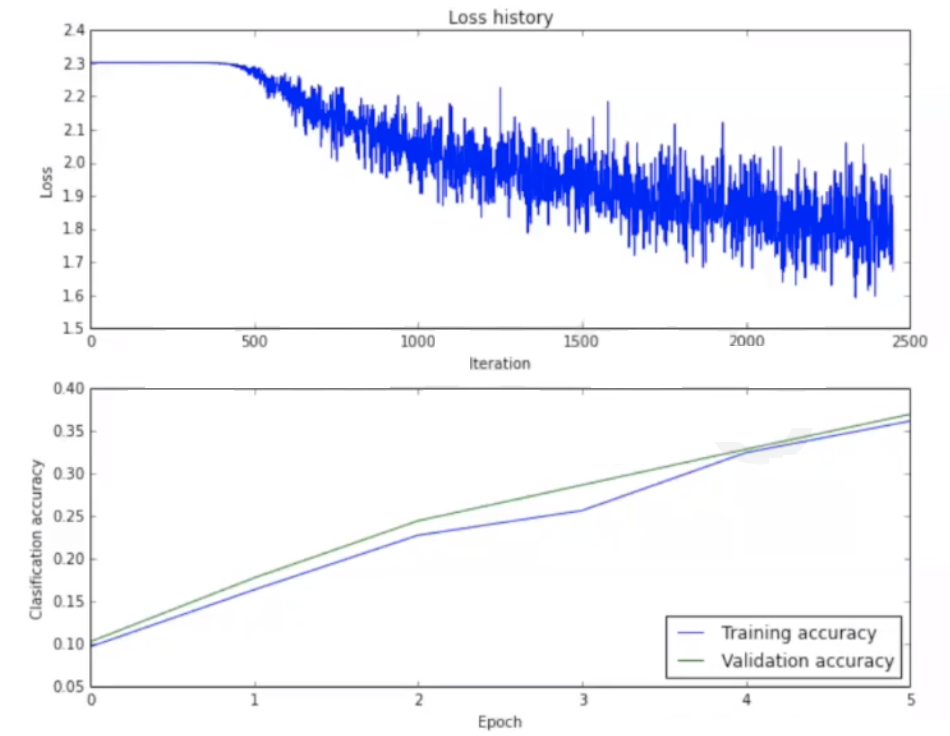 Loss history
2.4
2.3
2.2
2.1
2.0
1.9
1.8
1.7
1.6
1.5
Loss
0 500 1000 1500 2000 2500
Iteration
0.40
0.35
0.30
0.25
0.20
0.15
0.10
0.05
Clasification accuracy
Training accuracy
Validation accuracy
0 1 2 3 4 5
Epoch